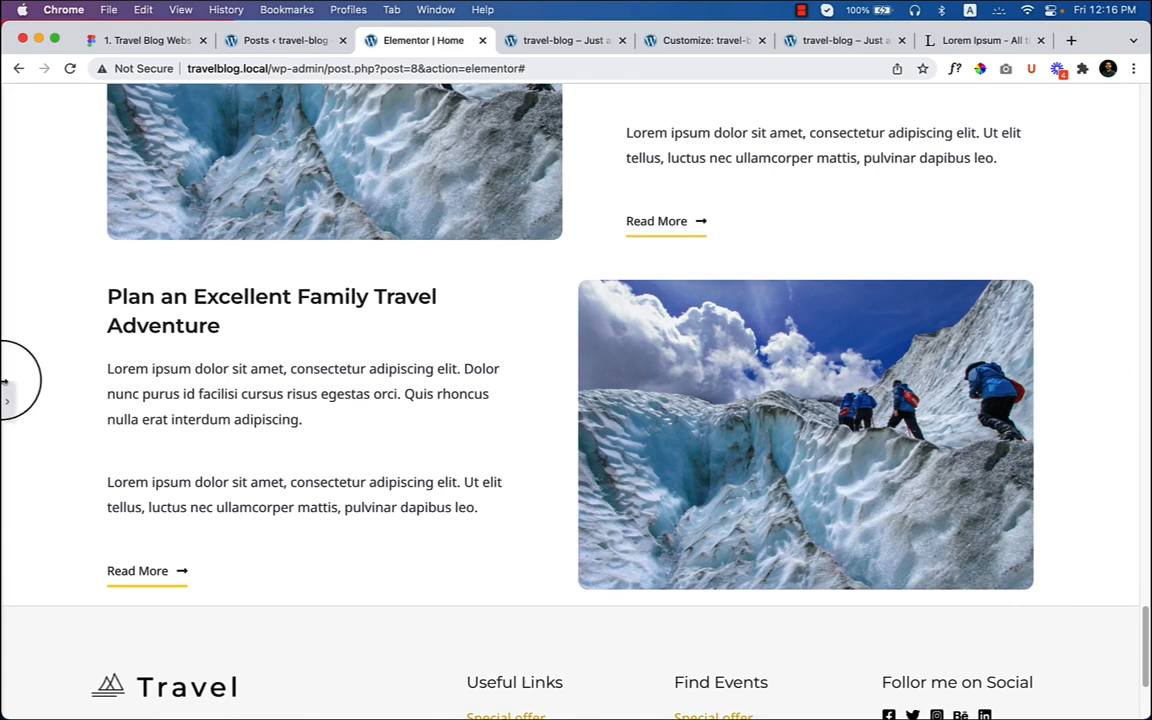 Chrome File Edit View History Bookmarks Profiles Tab Window Help
100% A Fri 12:16 PM
1. Travel Blog Webs
Posts ‹ travel-blog
Elementor | Home
travel-blog – Just a
Customize: travel-b
travel-blog – Just a
L Lorem Ipsum - All t
Not Secure travelblog.local/wp-admin/post.php?post=8&action=elementor#
f? U 4
Lorem ipsum dolor sit amet, consectetur adipiscing elit. Ut elit
tellus, luctus nec ullamcorper mattis, pulvinar dapibus leo.
Read More
Plan an Excellent Family Travel
Adventure
Lorem ipsum dolor sit amet, consectetur adipiscing elit. Dolor
nunc purus id facilisi cursus risus egestas orci. Quis rhoncus
nulla erat interdum adipiscing.
Lorem ipsum dolor sit amet, consectetur adipiscing elit. Ut elit
tellus, luctus nec ullamcorper mattis, pulvinar dapibus leo.
Read More
Travel
Useful Links
Find Events
Follor me on Social
Special offer
Special offer